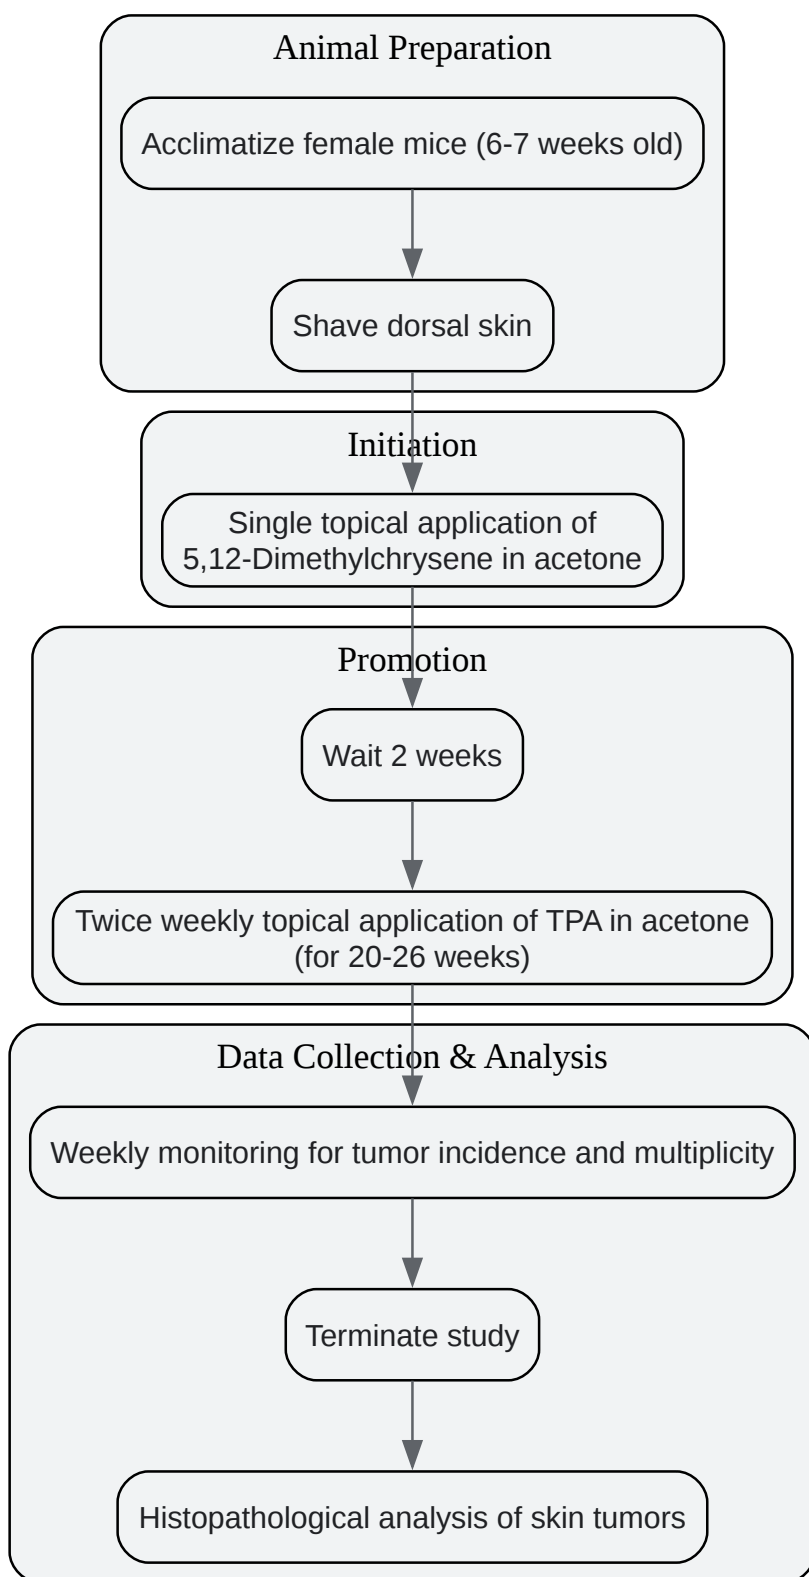 Animal Preparation
Acclimatize female mice (6-7 weeks old)
Shave dorsal skin
Initiation
Single topical application of
5,12-Dimethylchrysene in acetone
Promotion
Wait 2 weeks
Twice weekly topical application of TPA in acetone
(for 20-26 weeks)
Data Collection & Analysis
Weekly monitoring for tumor incidence and multiplicity
Terminate study
Histopathological analysis of skin tumors